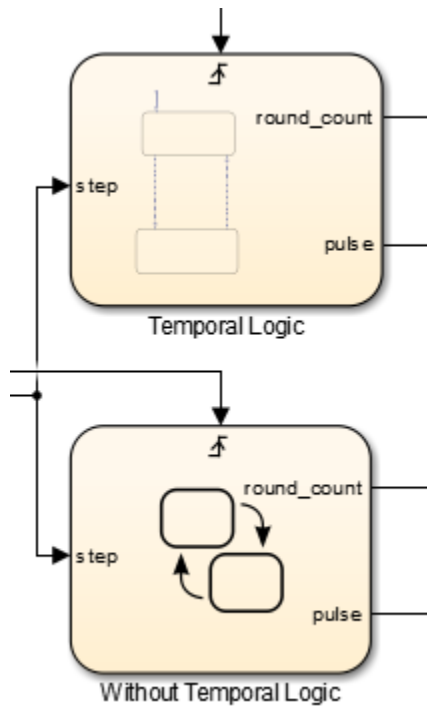 round_count
step
pulse
Temporal Logic
round_count
step
pulse
Without Temporal Logic